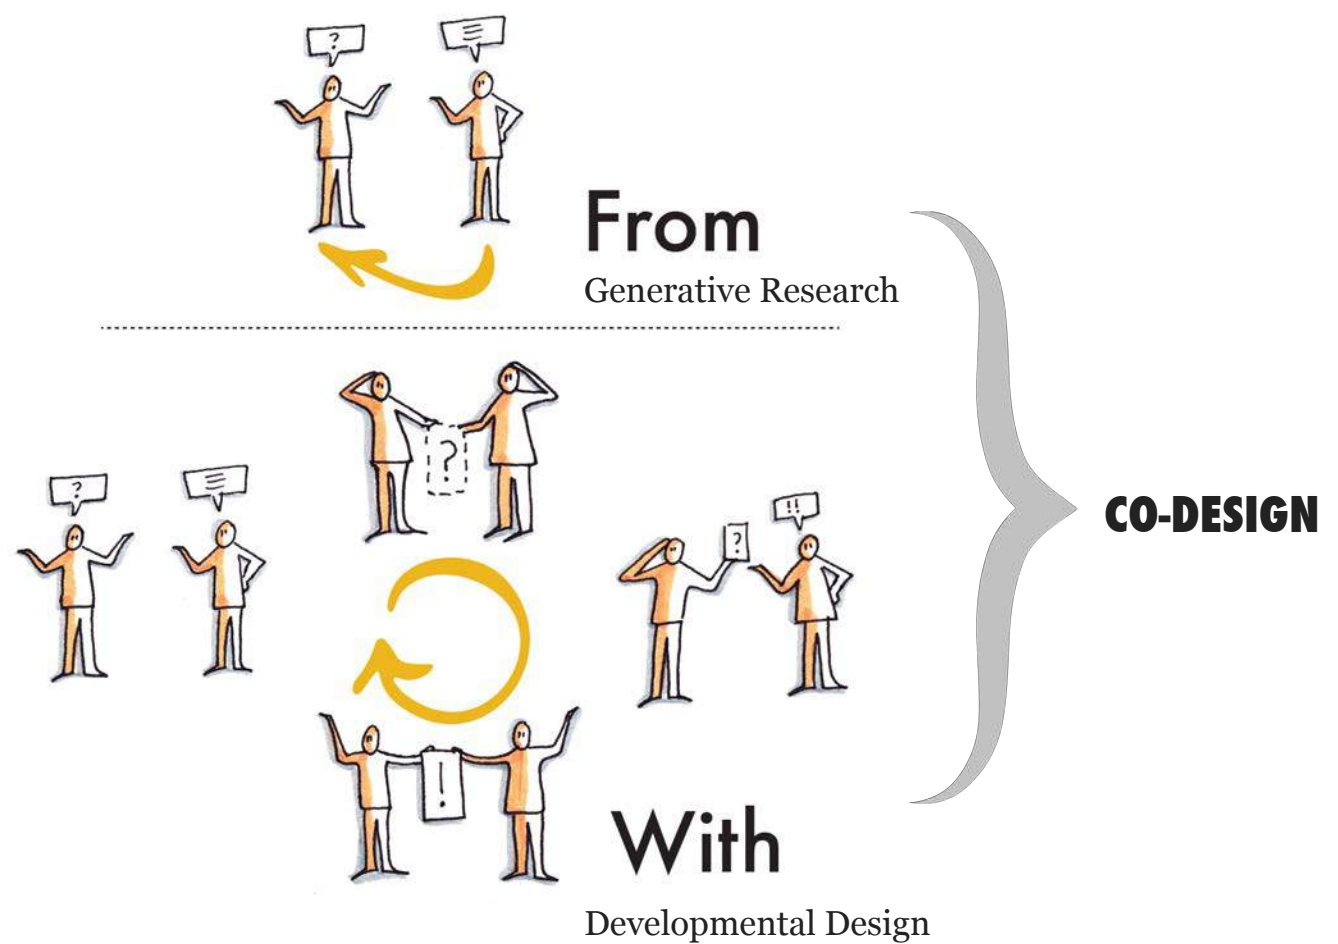 ?
From
Generative Research
?
?
!!
?
CO-DESIGN
!
With
Developmental Design